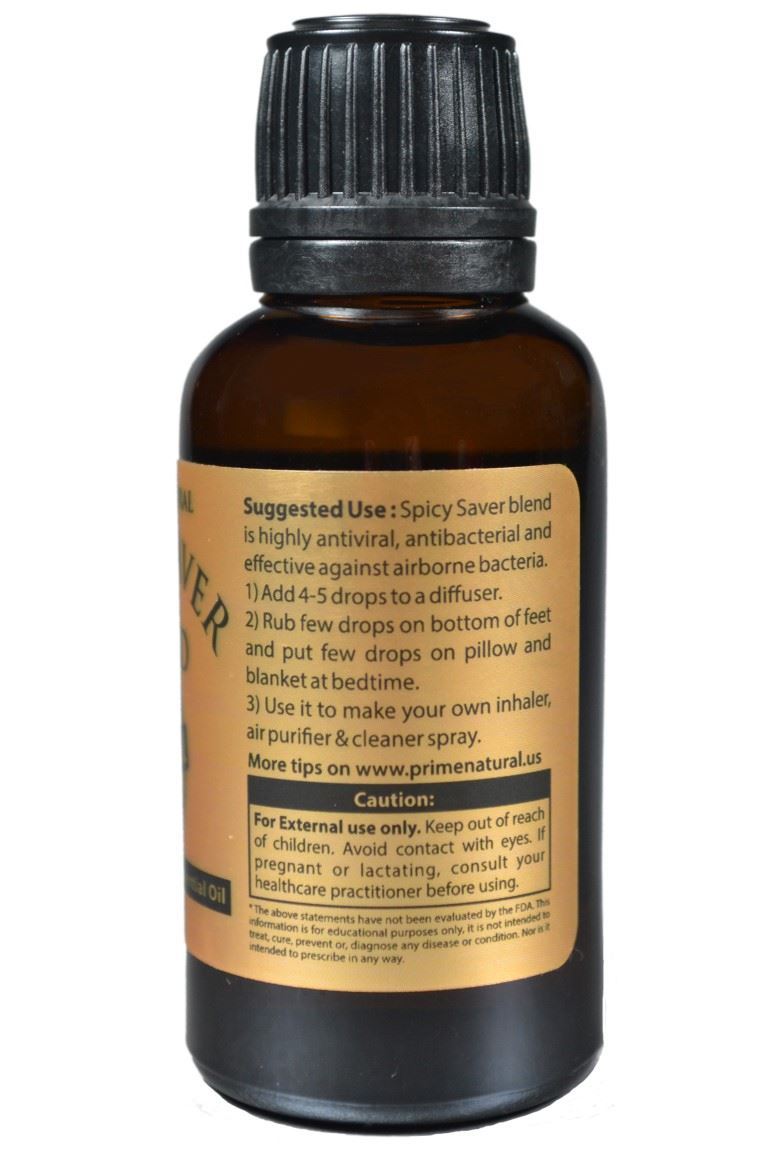 Suggested Use : Spicy Saver blend
is highly antiviral, antibacterial and
effective against airborne bacteria.
1) Add 4-5 drops to a diffuser.
2) Rub few drops on bottom of feet
and put few drops on pillow and
blanket at bedtime.
3) Use it to make your own inhaler,
air purifier & cleaner spray.
More tips on www.primenatural.us
Caution:
For External use only. Keep out of reach
of children. Avoid contact with eyes. If
pregnant or lactating, consult your
healthcare practitioner before using.
*The above statements have not been evaluated by the FDA. This
information is for educational purposes only, it is not intended to
treat, cure, prevent or, diagnose any disease or condition. Nor is it
intended to prescribe in any way.
Oil